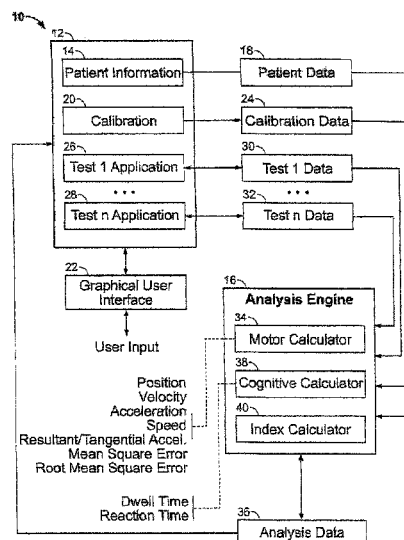 10
12
14
Patient Information
18
Patient Data
20
Calibration
24
Calibration Data
26
Test 1 Application
30
Test 1 Data
• • •
• • •
28
Test n Application
32
Test n Data
22
Graphical User
Interface
User Input
16
Analysis Engine
34
Motor Calculator
38
Cognitive Calculator
40
Index Calculator
Position
Velocity
Acceleration
Speed
Resultant/Tangential Accel.
Mean Square Error
Root Mean Square Error
Dwell Time
Reaction Time
36
Analysis Data